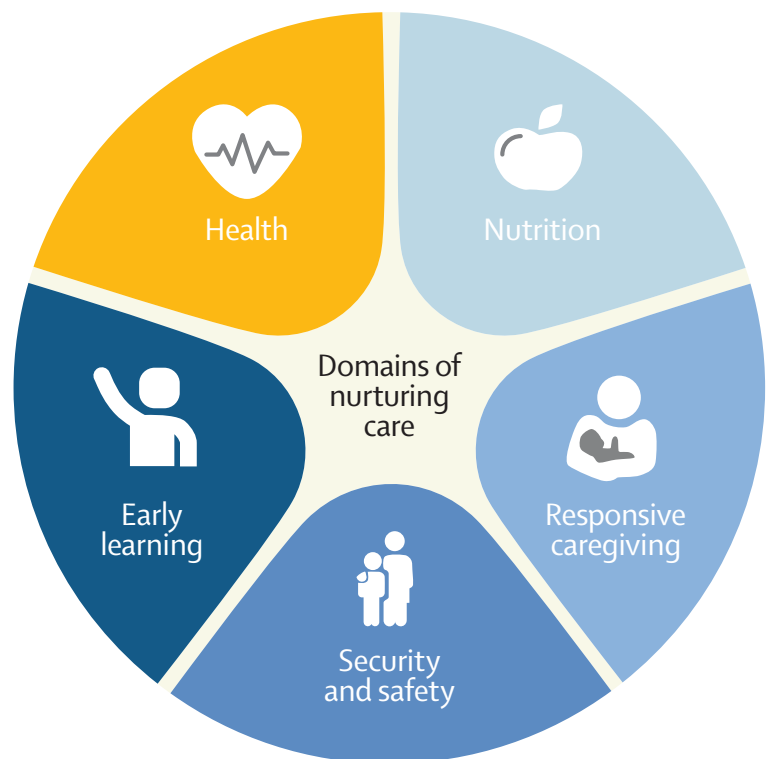 Health
Nutrition
Domains of
nurturing
care
Early
learning
Responsive
caregiving
Security
and safety